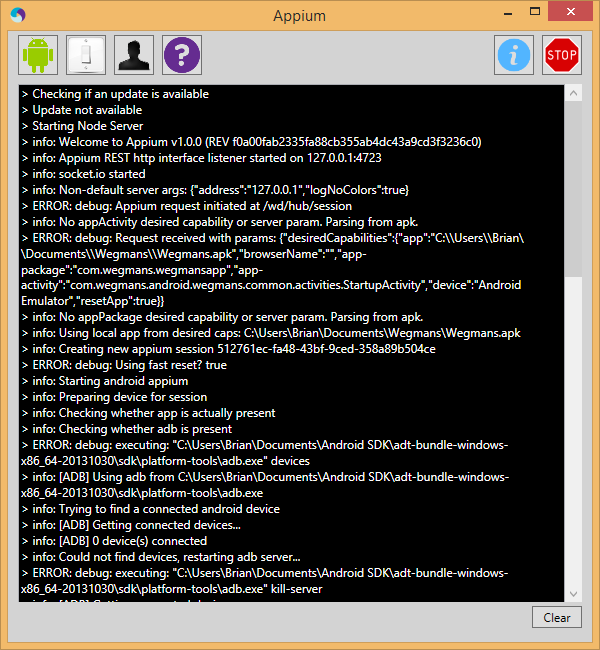 Appium
?
i
STOP
> Checking if an update is available
> Update not available
> Starting Node Server
> info: Welcome to Appium v1.0.0 (REV f0a00fab2335fa88cb355ab4dc43a9cd3f3236c0)
> info: Appium REST http interface listener started on 127.0.0.1:4723
> info: socket.io started
> info: Non-default server args: {"address":"127.0.0.1","logNoColors":true}
> ERROR: debug: Appium request initiated at /wd/hub/session
> info: No appActivity desired capability or server param. Parsing from apk.
> ERROR: debug: Request received with params: {"desiredCapabilities":{"app":"C:\\Users\\Brian\
\Documents\\Wegmans\\Wegmans.apk","browserName":"","app-
package":"com.wegmans.wegmansapp","app-
activity":"com.wegmans.android.wegmans.common.activities.StartupActivity","device":"Android
Emulator","resetApp":true}}
> info: No appPackage desired capability or server param. Parsing from apk.
> info: Using local app from desired caps: C:\Users\Brian\Documents\Wegmans\Wegmans.apk
> info: Creating new appium session 512761ec-fa48-43bf-9ced-358a89b504ce
> ERROR: debug: Using fast reset? true
> info: Starting android appium
> info: Preparing device for session
> info: Checking whether app is actually present
> info: Checking whether adb is present
> ERROR: debug: executing: "C:\Users\Brian\Documents\Android SDK\adt-bundle-windows-
x86_64-20131030\sdk\platform-tools\adb.exe" devices
> info: [ADB] Using adb from C:\Users\Brian\Documents\Android SDK\adt-bundle-windows-
x86_64-20131030\sdk\platform-tools\adb.exe
> info: Trying to find a connected android device
> info: [ADB] Getting connected devices...
> info: [ADB] 0 device(s) connected
> info: Could not find devices, restarting adb server...
> ERROR: debug: executing: "C:\Users\Brian\Documents\Android SDK\adt-bundle-windows-
x86_64-20131030\sdk\platform-tools\adb.exe" kill-server
Clear